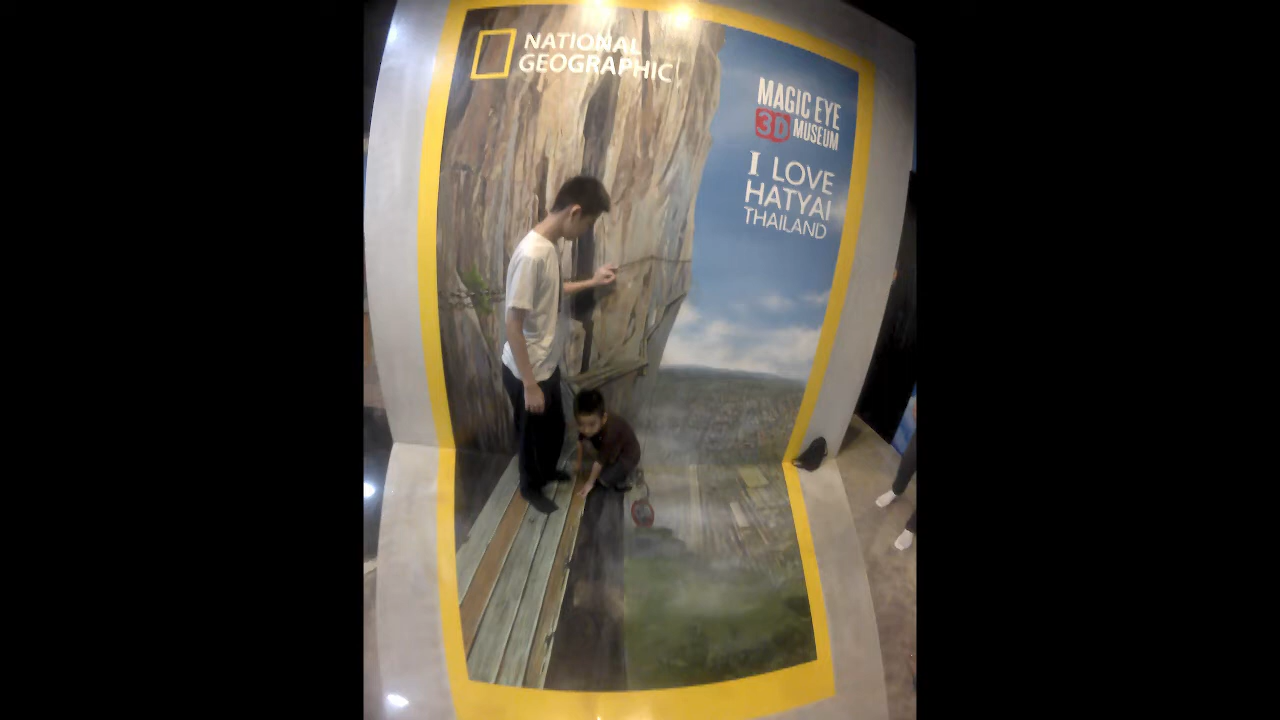 NATIONAL
GEOGRAPHIC
MAGIC EYE
3D MUSEUM
I LOVE
HATYAI
THAILAND